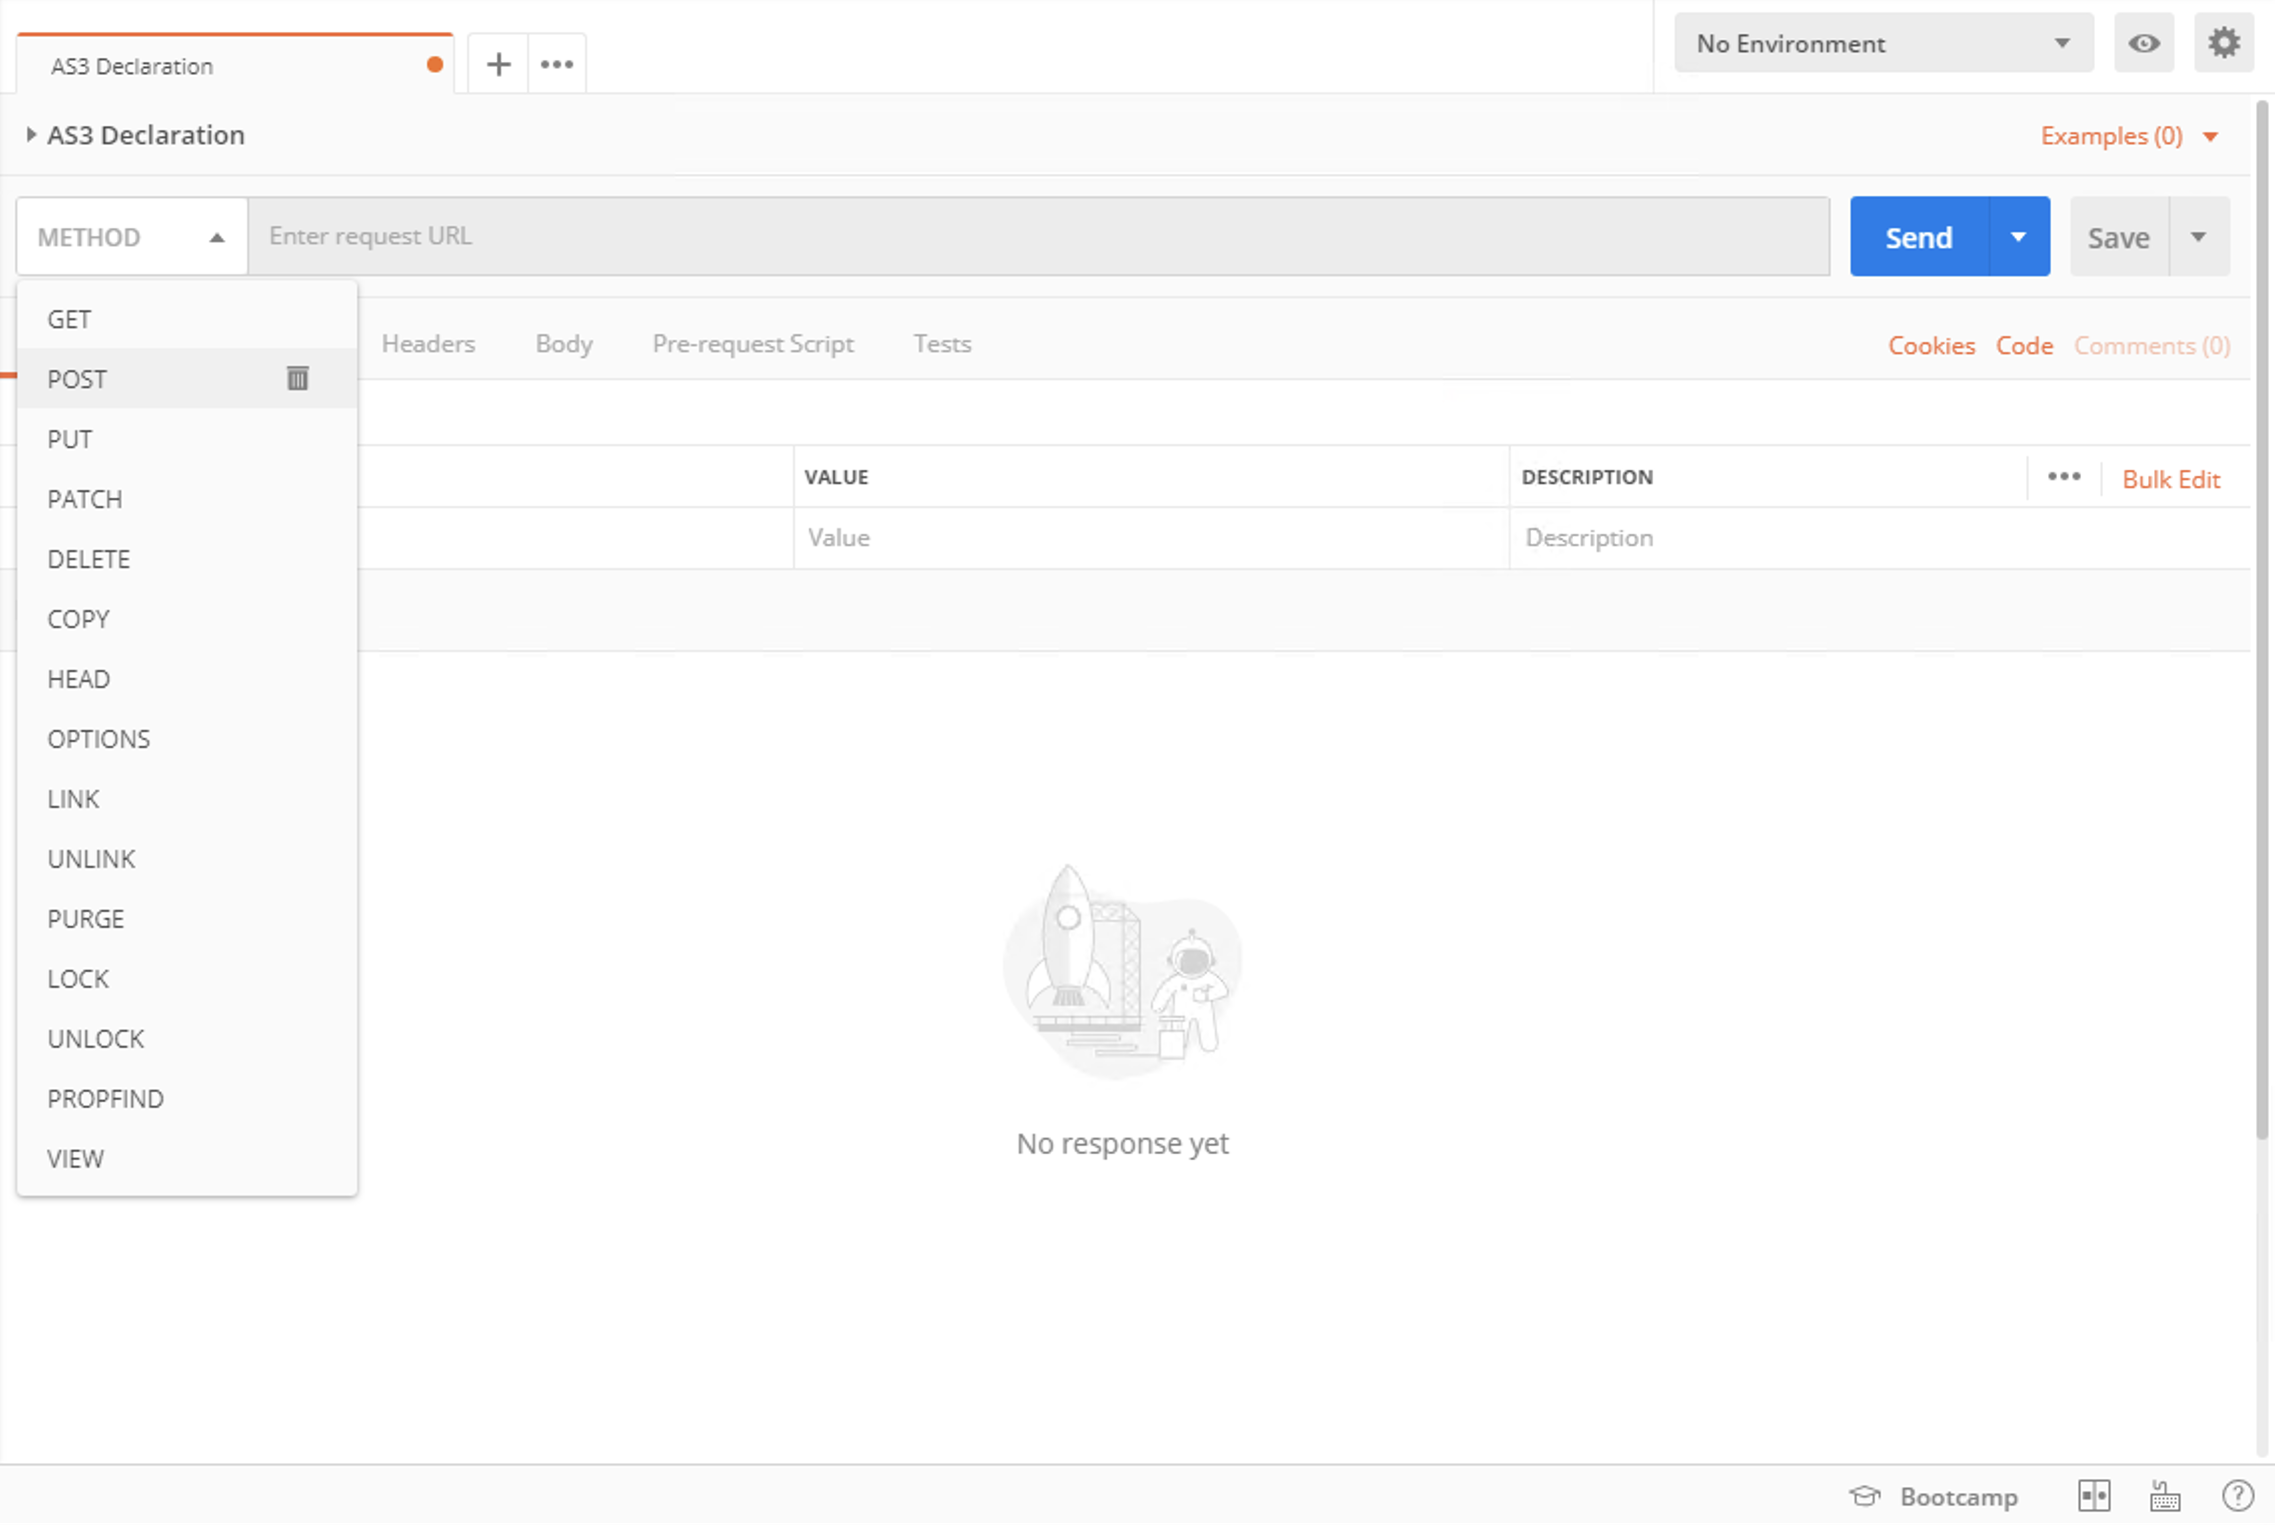 AS3 Declaration
No Environment
AS3 Declaration
Examples (0)
METHOD
Enter request URL
Send
Save
GET
Headers
Body
Pre-request Script
Tests
Cookies
Code
Comments (0)
POST
PUT
VALUE
DESCRIPTION
Bulk Edit
PATCH
Value
Description
DELETE
COPY
HEAD
OPTIONS
LINK
UNLINK
PURGE
LOCK
UNLOCK
PROPFIND
VIEW
No response yet
Bootcamp